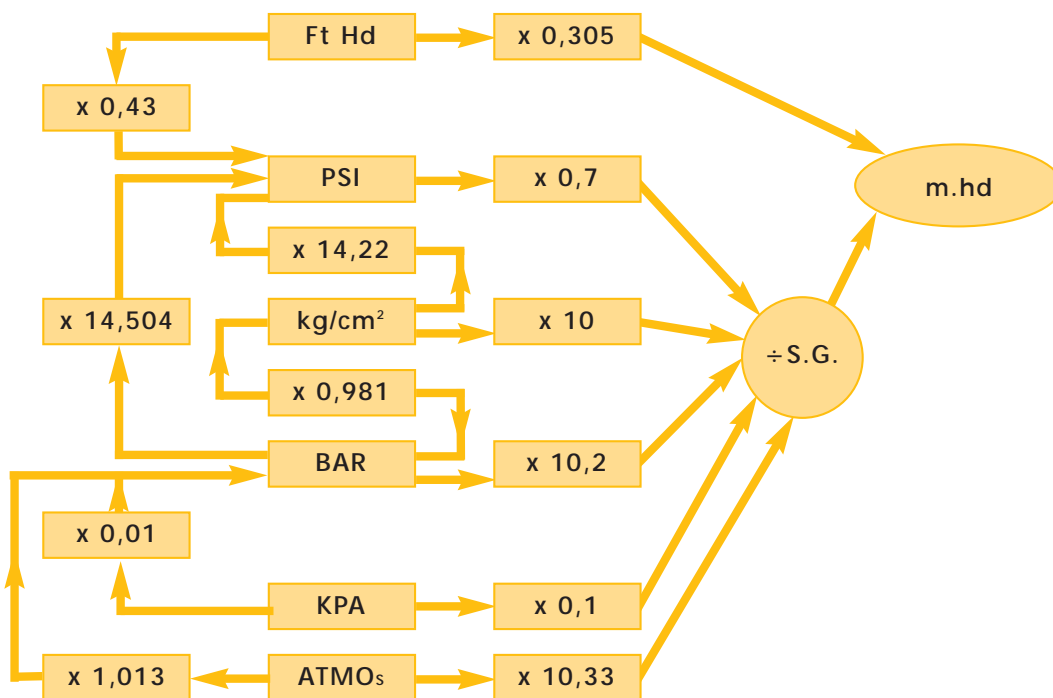 Ft Hd
x 0,305
x 0,43
PSI
x 0,7
m.hd
x 14,22
x 14,504
kg/cm²
x 10
÷S.G.
x 0,981
BAR
x 10,2
x 0,01
KPA
x 0,1
x 1,013
ATMOs
x 10,33